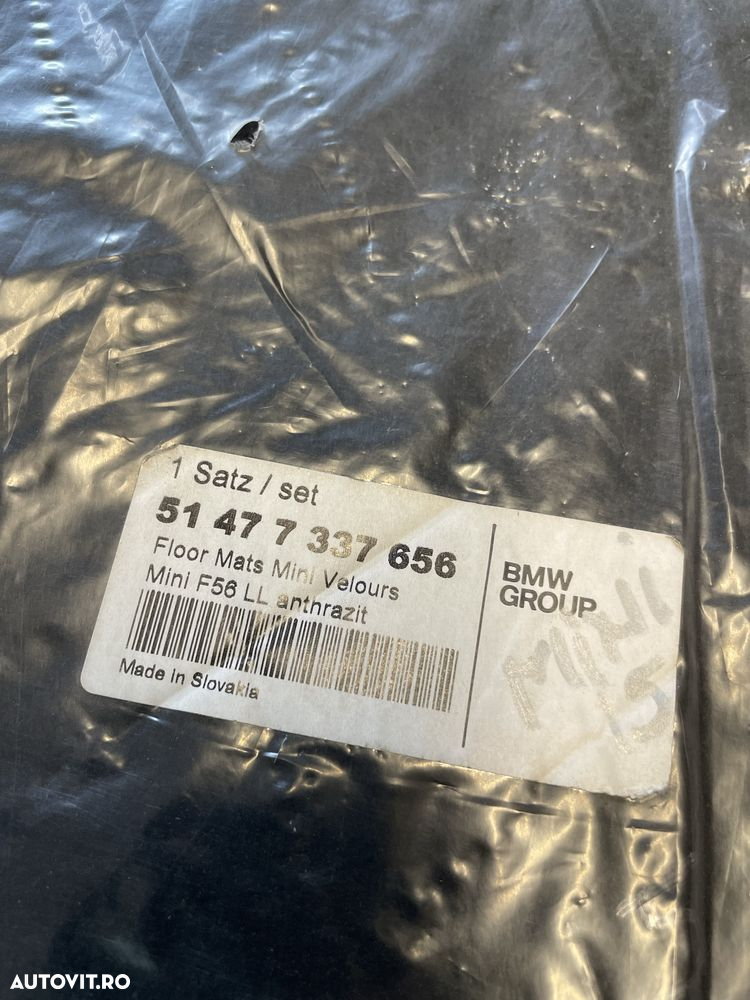 1 Satz / set
51 47 7 337 656
Floor Mats Mini Velours
Mini F56 LL anthrazit
Made in Slovakia
BMW
GROUP
AUTOVIT.RO